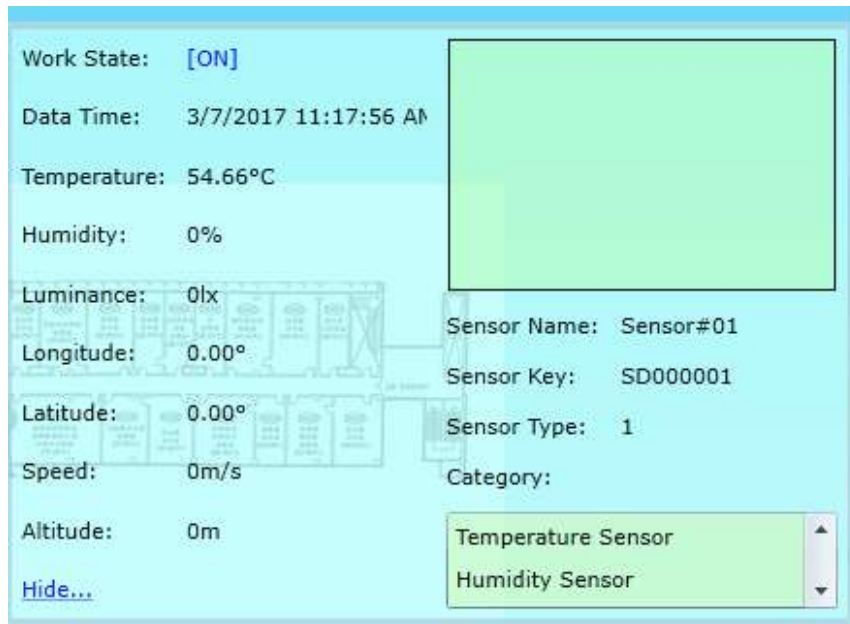 Work State: [ON]
Data Time: 3/7/2017 11:17:56 AM
Temperature: 54.66°C
Humidity: 0%
Luminance: 0lx
Longitude: 0.00°
Latitude: 0.00°
Speed: 0m/s
Altitude: 0m
Hide...
Sensor Name: Sensor#01
Sensor Key: SD000001
Sensor Type: 1
Category:
Temperature Sensor
Humidity Sensor